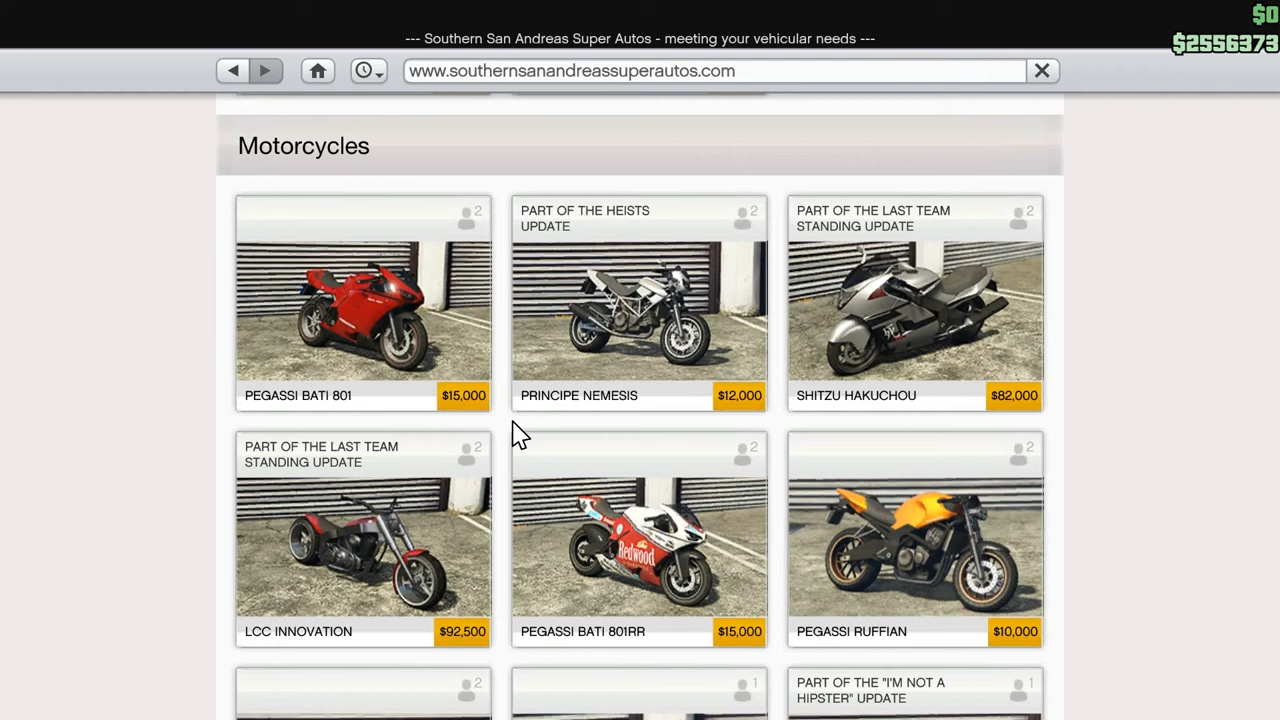 $0
--- Southern San Andreas Super Autos - meeting your vehicular needs ---
$2556373
www.southernsanandreassuperautos.com
Motorcycles
2
PEGASSI BATI 801
$15,000
PART OF THE HEISTS
UPDATE
2
PRINCIPE NEMESIS
$12,000
PART OF THE LAST TEAM
STANDING UPDATE
2
SHITZU HAKUCHOU
$82,000
PART OF THE LAST TEAM
STANDING UPDATE
2
LCC INNOVATION
$92,500
2
Redwood
PEGASSI BATI 801RR
$15,000
2
PEGASSI RUFFIAN
$10,000
2
1
PART OF THE "I'M NOT A
HIPSTER" UPDATE
1